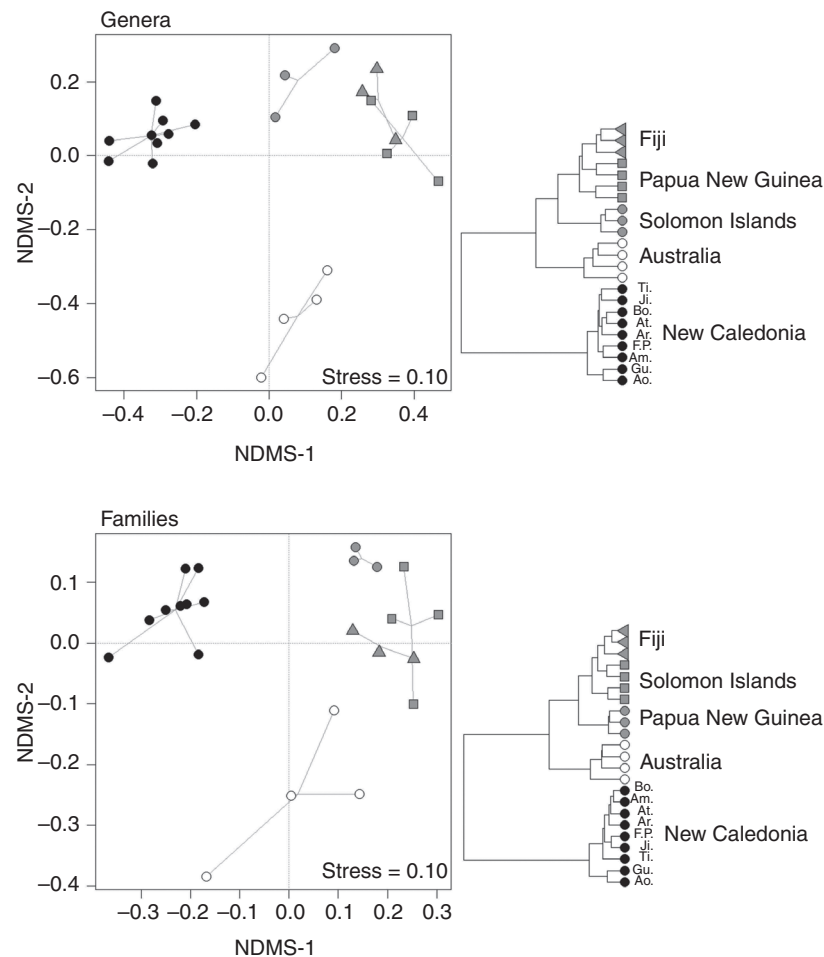 Genera
0.2
0.0
−0.2
−0.4
−0.6
NDMS-2
Stress = 0.10
−0.4
−0.2
0.0
0.2
0.4
NDMS-1
Fiji
Papua New Guinea
Solomon Islands
Australia
Ti.
Ji.
Bo.
At.
Ar.
F.P.
Am.
Gu.
Ao.
New Caledonia
Families
0.1
0.0
−0.1
−0.2
−0.3
−0.4
NDMS-2
Stress = 0.10
−0.3
−0.2
−0.1
0.0
0.1
0.2
0.3
NDMS-1
Fiji
Solomon Islands
Papua New Guinea
Australia
Bo.
Am.
At.
Ar.
F.P.
Ji.
Ti.
Gu.
Ao.
New Caledonia